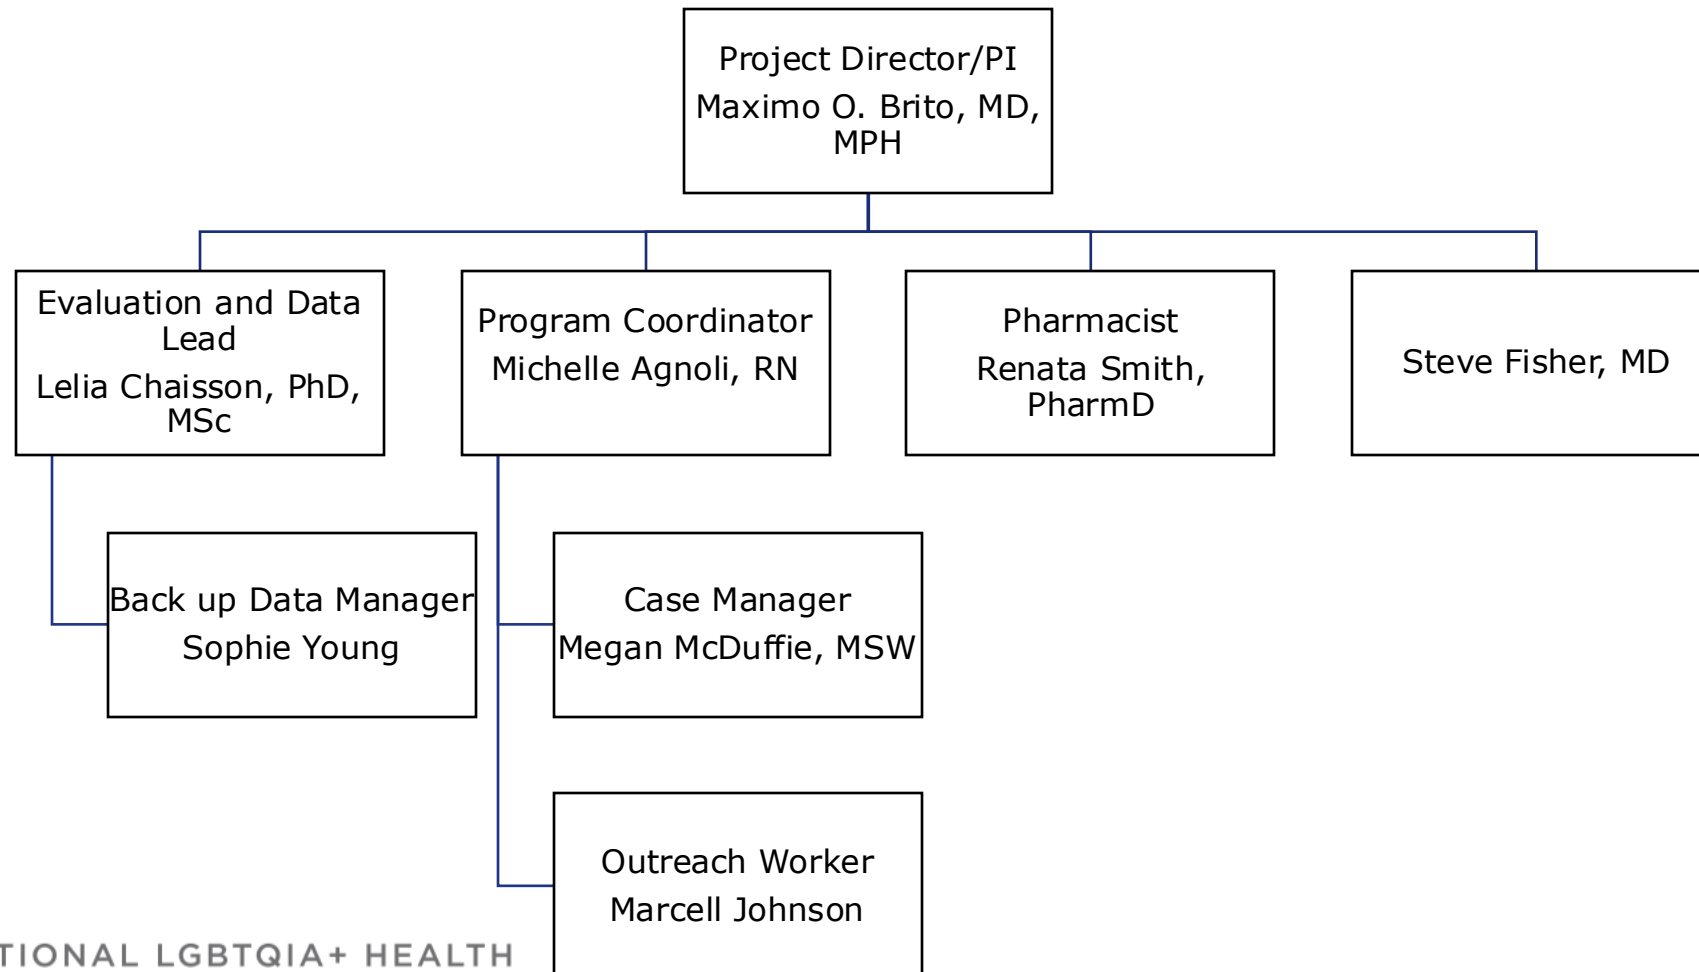 Project Director/PI
Maximo O. Brito, MD,
MPH
Evaluation and Data
Lead
Lelia Chaisson, PhD,
MSc
Program Coordinator
Michelle Agnoli, RN
Pharmacist
Renata Smith,
PharmD
Steve Fisher, MD
Back up Data Manager
Sophie Young
Case Manager
Megan McDuffie, MSW
Outreach Worker
Marcell Johnson
TIONAL LGBTQIA+ HEALTH